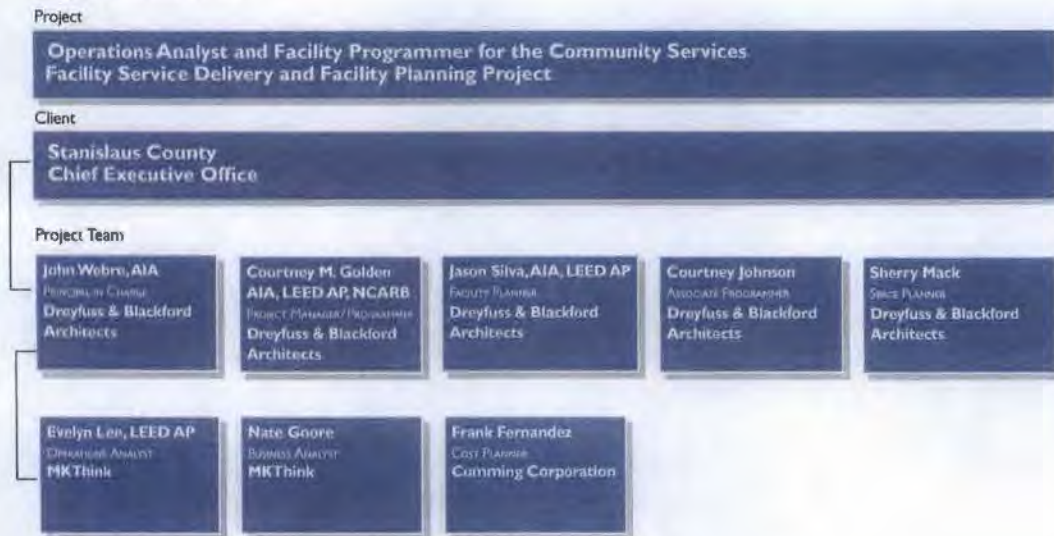 Project
Operations Analyst and Facility Programmer for the Community Services
Facility Service Delivery and Facility Planning Project
Client
Stanislaus County
Chief Executive Office
Project Team
John Webre, AIA
Principal in Charge
Dreyfuss & Blackford
Architects
Courtney M. Golden
AIA, LEED AP, NCARB
Project Manager/Programmer
Dreyfuss & Blackford
Architects
Jason Silva, AIA, LEED AP
Facility Planner
Dreyfuss & Blackford
Architects
Courtney Johnson
Associate Programmer
Dreyfuss & Blackford
Architects
Sherry Mack
Space Planner
Dreyfuss & Blackford
Architects
Evelyn Lee, LEED AP
Operations Analyst
MKThink
Nate Goore
Business Analyst
MKThink
Frank Fernandez
Cost Planner
Cumming Corporation